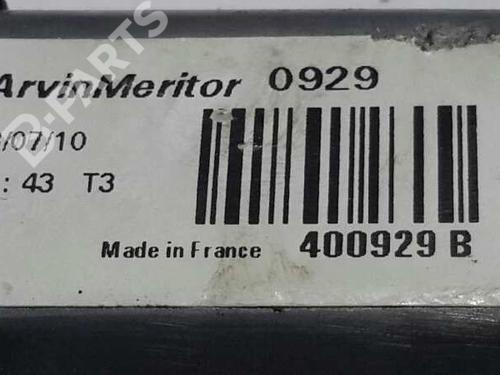 ArvinMeritor 0929
/07/10
: 43 T3
Made in France 400929 B
D-PARTS